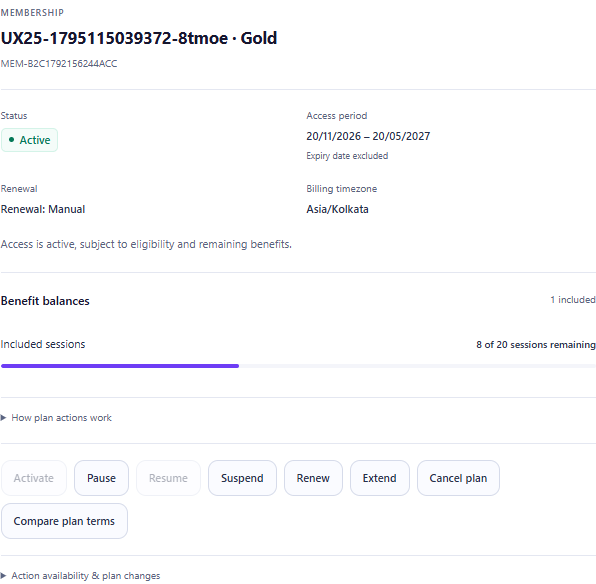 MEMBERSHIP
UX25-1795115039372-8tmoe · Gold
MEM-B2C1792156244ACC
Status
Active
Access period
20/11/2026 – 20/05/2027
Expiry date excluded
Renewal
Renewal: Manual
Billing timezone
Asia/Kolkata
Access is active, subject to eligibility and remaining benefits.
Benefit balances
1 included
Included sessions
8 of 20 sessions remaining
How plan actions work
Activate
Pause
Resume
Suspend
Renew
Extend
Cancel plan
Compare plan terms
Action availability & plan changes